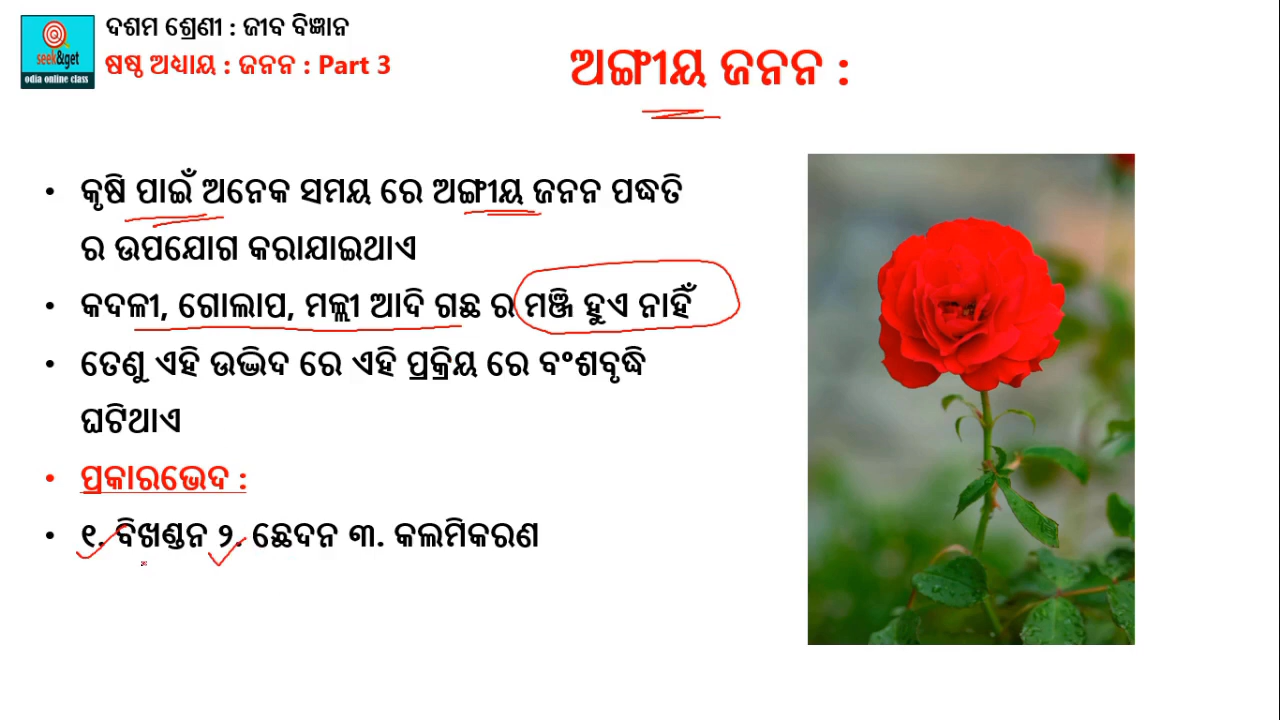 seek&get
odia online class
ଦଶମ ଶ୍ରେଣୀ : ଜୀବ ବିଜ୍ଞାନ
ଷଷ୍ଠ ଅଧ୍ୟାୟ : ଜନନ : Part 3
ଅଙ୍ଗୀୟ ଜନନ :
• କୃଷି ପାଇଁ ଅନେକ ସମୟ ରେ ଅଙ୍ଗୀୟ ଜନନ ପଦ୍ଧତି
ର ଉପଯୋଗ କରାଯାଇଥାଏ
• କଦଳୀ, ଗୋଲାପ, ମଲ୍ଲୀ ଆଦି ଗଛ ର ମଞ୍ଜି ହୁଏ ନାହିଁ
• ତେଣୁ ଏହି ଉଦ୍ଭିଦ ରେ ଏହି ପ୍ରକ୍ରିୟ ରେ ବଂଶବୃଦ୍ଧି
ଘଟିଥାଏ
• ପ୍ରକାରଭେଦ :
• ୧. ବିଖଣ୍ଡନ ୨. ଛେଦନ ୩. କଲମିକରଣ